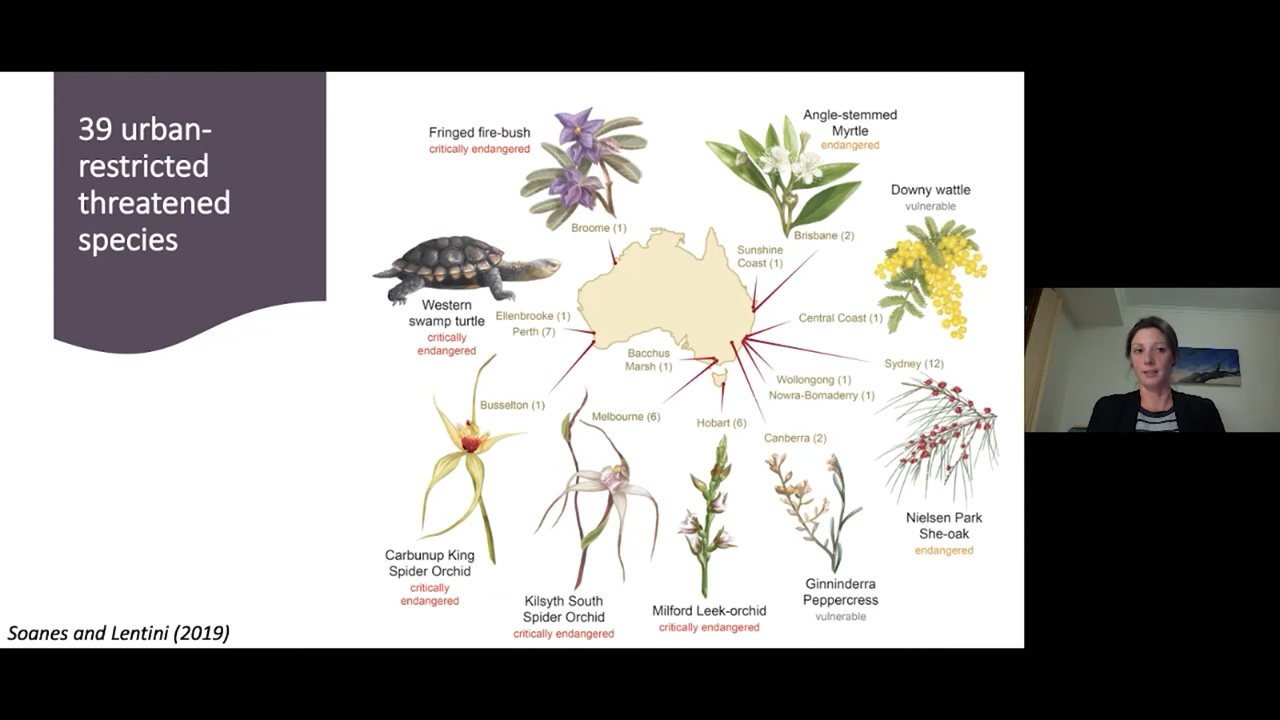 39 urban-
restricted
threatened
species
Fringed fire-bush
critically endangered
Angle-stemmed
Myrtle
endangered
Downy wattle
vulnerable
Broome (1)
Brisbane (2)
Sunshine
Coast (1)
Western
swamp turtle
critically
endangered
Ellenbrooke (1)
Perth (7)
Central Coast (1)
Bacchus
Marsh (1)
Sydney (12)
Wollongong (1)
Nowra-Bomaderry (1)
Busselton (1)
Melbourne (6)
Hobart (6)
Canberra (2)
Nielsen Park
She-oak
endangered
Carbunup King
Spider Orchid
critically
endangered
Kilsyth South
Spider Orchid
critically endangered
Milford Leek-orchid
critically endangered
Ginninderra
Peppercress
vulnerable
Soanes and Lentini (2019)